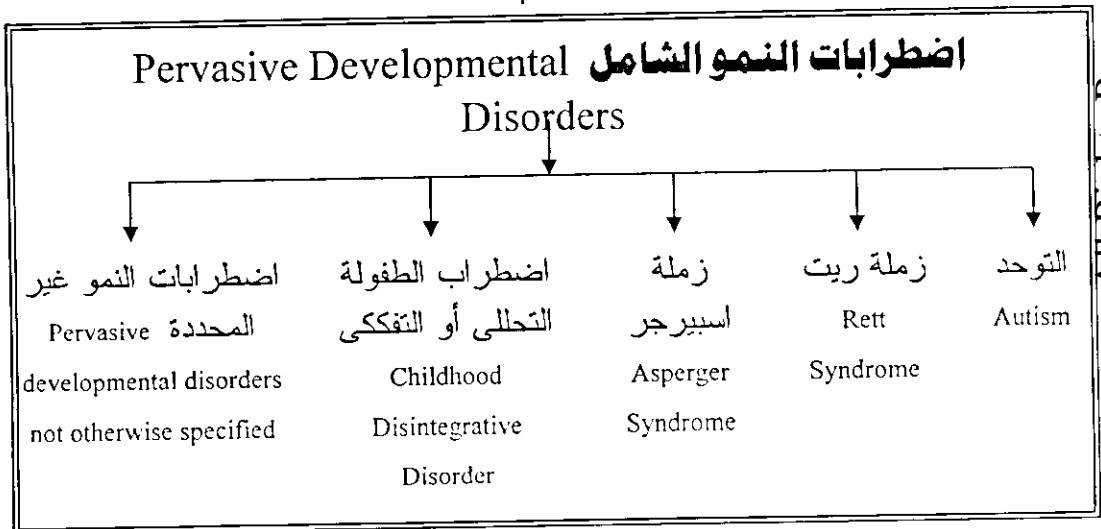 اضطرابات النمو الشامل Pervasive Developmental
Disorders
التوحد
Autism
زملة ريت
Rett
Syndrome
زملة
اسبيرجر
Asperger
Syndrome
اضطراب الطفولة
التحللى أو التفككى
Childhood
Disintegrative
Disorder
اضطرابات النمو غير
المحددة Pervasive
developmental disorders
not otherwise specified